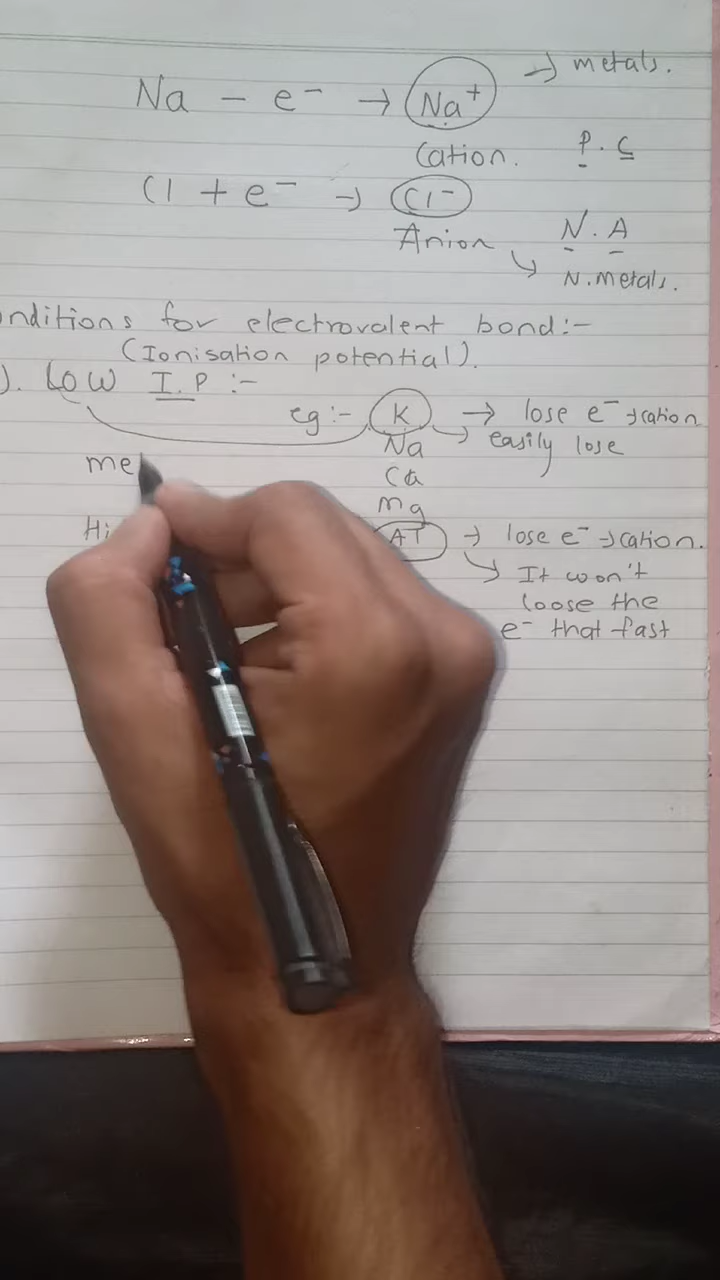 → metals.
Na - e⁻ → Na⁺
Cation. P.C
Cl + e⁻ → Cl⁻
Anion N.A
↳ N.metals.
nditions for electrovalent bond:-
(Ionisation potential).
). Low I.P :-
eg:- K → lose e⁻ → cation
Na → easily lose
Ca
me
Mg
Hi
Al → lose e⁻ → cation.
↳ It won't
loose the
e⁻ that fast